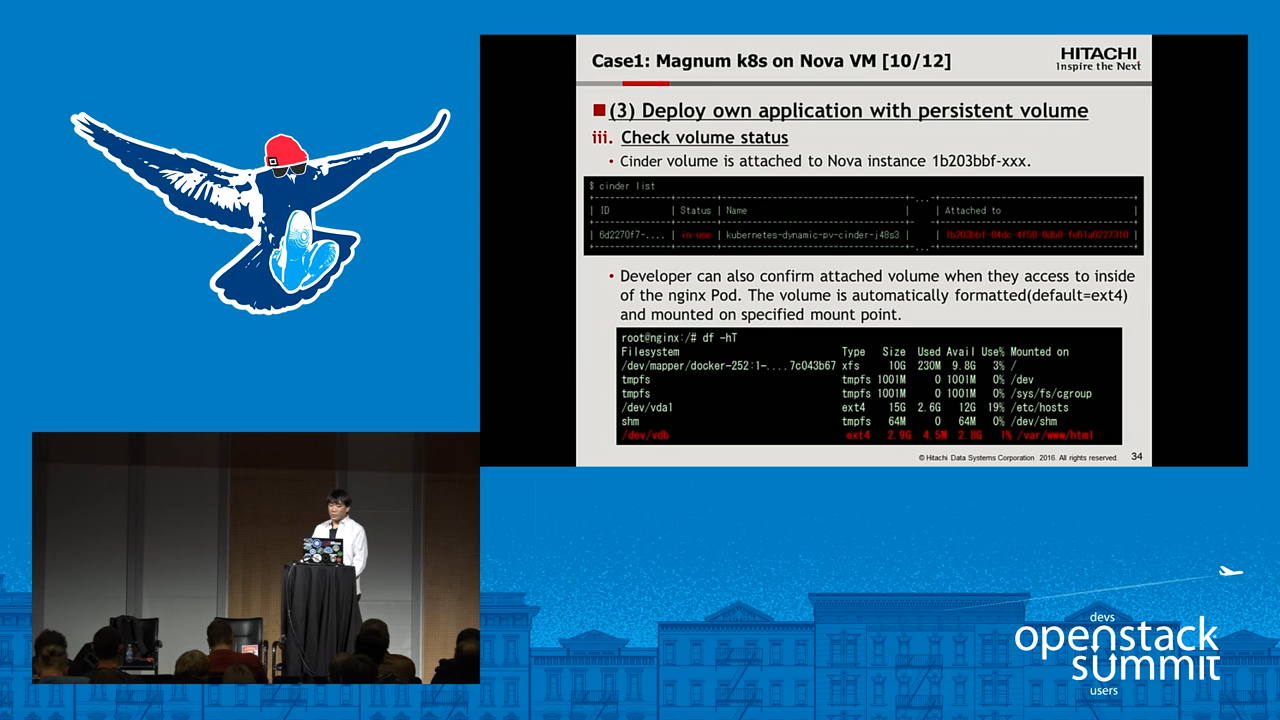 Case1: Magnum k8s on Nova VM [10/12]
HITACHI
Inspire the Next
(3) Deploy own application with persistent volume
iii. Check volume status
• Cinder volume is attached to Nova instance 1b203bbf-xxx.
$ cinder list
| ID | Status | Name | | Attached to |
| 6d2270f7-.... | in-use | kubernetes-dynamic-pv-cinder-j48s3 | |
• Developer can also confirm attached volume when they access to inside
of the nginx Pod. The volume is automatically formatted(default=ext4)
and mounted on specified mount point.
root@nginx:/# df -hT
Filesystem Type Size Used Avail Use% Mounted on
/dev/mapper/docker-252:1-....7c043b67 xfs 10G 230M 9.8G 3% /
tmpfs tmpfs 1001M 0 1001M 0% /dev
tmpfs tmpfs 1001M 0 1001M 0% /sys/fs/cgroup
/dev/vda1 ext4 15G 2.6G 12G 19% /etc/hosts
shm tmpfs 64M 0 64M 0% /dev/shm
/dev/vdb ext4 2.9G 4.5M 2.8G 1% /var/www/html
© Hitachi Data Systems Corporation 2016. All rights reserved. 34
devs
openstack
summit
users